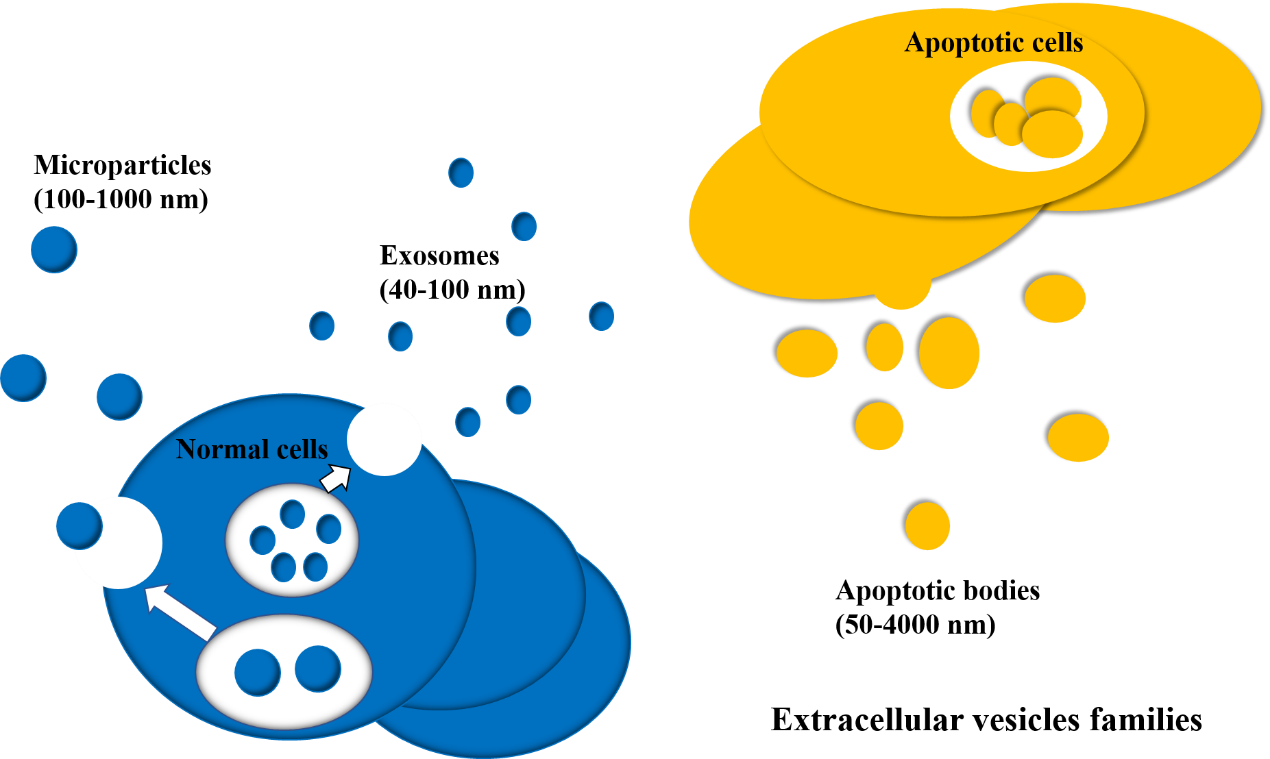 Apoptotic cells
Microparticles
(100-1000 nm)
Exosomes
(40-100 nm)
Normal cells
Apoptotic bodies
(50-4000 nm)
Extracellular vesicles families